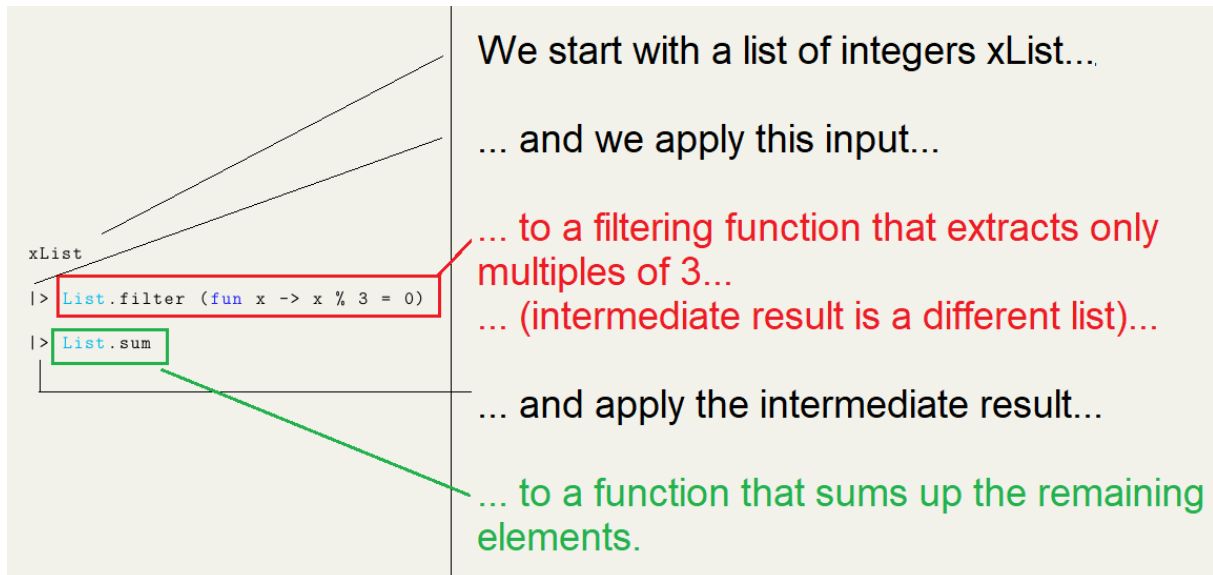 xList
|> List.filter (fun x -> x % 3 = 0)
|> List.sum
We start with a list of integers xList...
... and we apply this input...
... to a filtering function that extracts only
multiples of 3...
... (intermediate result is a different list)...
... and apply the intermediate result...
... to a function that sums up the remaining
elements.